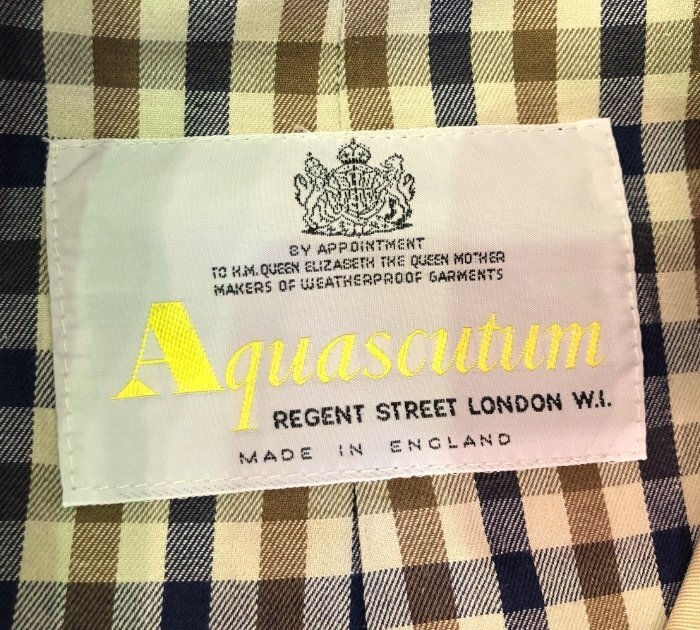 BY APPOINTMENT
TO H.M. QUEEN ELIZABETH THE QUEEN MOTHER
MAKERS OF WEATHERPROOF GARMENTS
Aquascutum
REGENT STREET LONDON W.I.
MADE IN ENGLAND